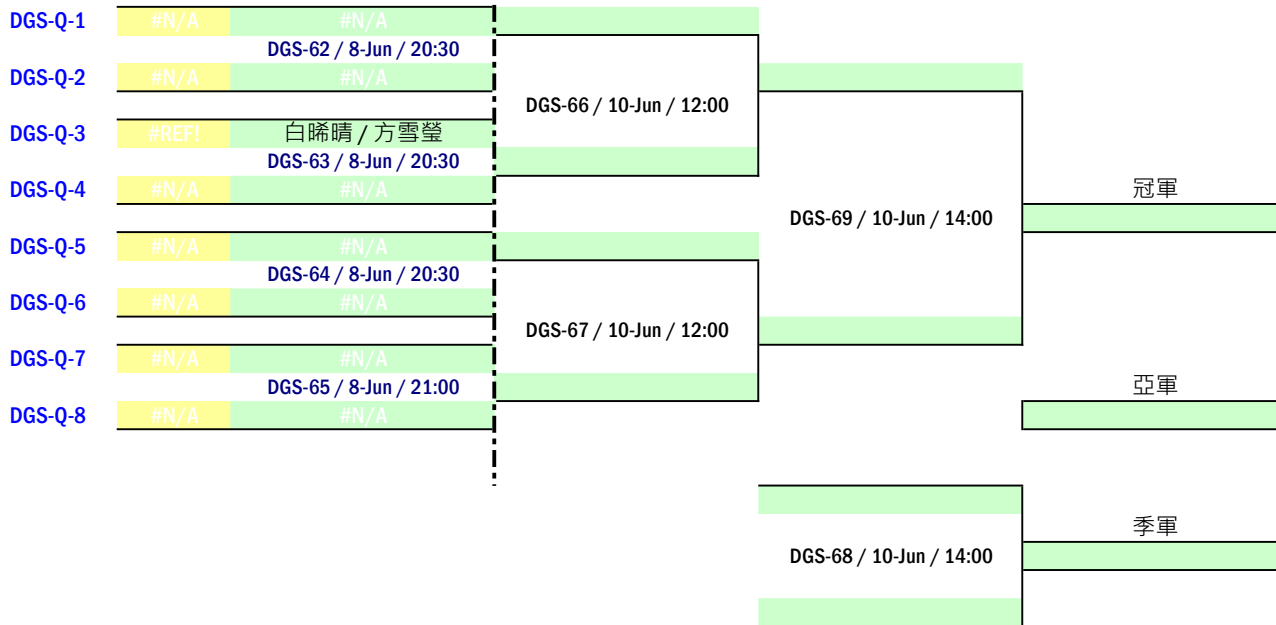 DGS-Q-1 #N/A #N/A
DGS-62 / 8-Jun / 20:30
DGS-Q-2 #N/A #N/A
DGS-66 / 10-Jun / 12:00
DGS-Q-3 #REF! 白晞晴 / 方雪瑩
DGS-63 / 8-Jun / 20:30
DGS-Q-4 #N/A #N/A
冠軍
DGS-69 / 10-Jun / 14:00
DGS-Q-5 #N/A #N/A
DGS-64 / 8-Jun / 20:30
DGS-Q-6 #N/A #N/A
DGS-67 / 10-Jun / 12:00
DGS-Q-7 #N/A #N/A
DGS-65 / 8-Jun / 21:00
亞軍
DGS-Q-8 #N/A #N/A
季軍
DGS-68 / 10-Jun / 14:00